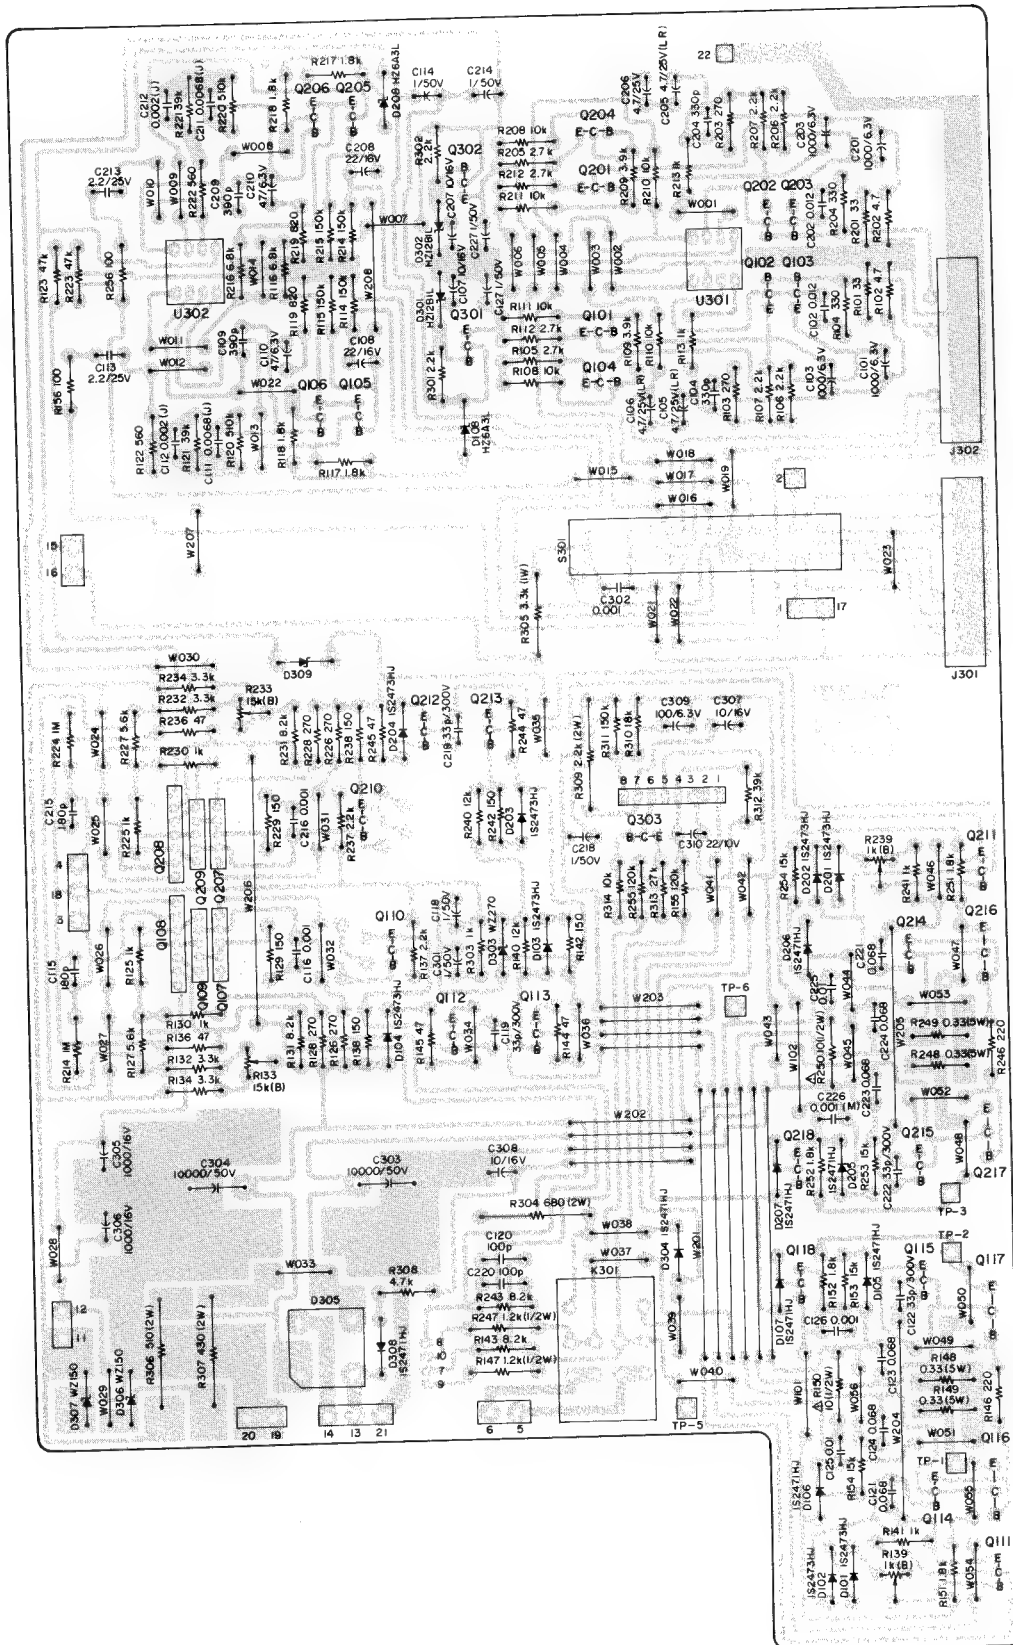 R217 1.8k
Q206 Q205
D208 HZ6A3L
C114
1/50V
C214
1/50V
C206
4.7/25V
C205 4.7/25V(LR)
22
C212
0.002(J)
R221 39k
C211 0.0068(J)
R220 510k
R218 1.8k
R302
2.2k
Q302
R208 10k
R205 2.7k
R212 2.7k
R211 10k
Q204
E-C-B
Q201
E-C-B
C204 330p
R203 270
R207 2.2k
R206 2.2k
C203
1000/6.3V
C201
1000/6.3V
W008
C208
22/16V
C213
2.2/25V
W010
W009
R222 560
C209
390p
C210
47/6.3V
C207 10/16V
R209 3.9k
R210 10k
R213 11k
W001
Q202 Q203
C202 0.012
R204 330
R201 33
R202 4.7
R123 47k
R223 47k
R256 100
U302
R216 6.8k
W014
R116 6.8k
R219 820
R215 150k
R214 150k
W007
D302
HZ12B1L
C227 1/50V
W006
W005
W004
W003
W002
U301
Q102 Q103
R119 820
R115 150k
R114 150k
W208
D301
HZ12B1L
C107 10/16V
C127 1/50V
Q301
R111 10k
R112 2.7k
R105 2.7k
R108 10k
Q101
E-C-B
Q104
E-C-B
R109 3.9k
R110 10k
R113 11k
C102 0.012
R104 330
R101 33
R102 4.7
R156 100
C113
2.2/25V
W011
W012
C109
390p
C110
47/6.3V
C108
22/16V
R301 2.2k
W022
Q106 Q105
D108
HZ6A3L
C106
4.7/25V(LR)
C105
4.7/25V(LR)
C104
330p
R103 270
R107 2.2k
R106 2.2k
C103
1000/6.3V
C101
1000/6.3V
R122 560
C112 0.002(J)
R121 39k
C111 0.0068(J)
R120 510k
W013
R118 1.8k
R117 1.8k
W015
W018
W017
W016
W019
2
J302
15
16
W207
S301
W023
R305 3.3k (1W)
C302
0.001
W021
W022
1
17
J301
W030
R234 3.3k
R232 3.3k
R236 47
R230 1k
R233
15k(B)
D309
R224 1M
W024
R227 5.6k
R231 8.2k
R228 270
R226 270
R238 150
R245 47
D204 1S2473HJ
Q212
C219 33p/300V
Q213
R244 47
W035
R309 2.2k(2W)
R311 150k
R310 18k
C309
100/6.3V
C307
10/16V
C215
180p
W025
R225 1k
Q208
Q209
Q207
R229 150
C216 0.001
W031
R237 2.2k
Q210
R240 12k
R242 150
D203
1S2473HJ
8 7 6 5 4 3 2 1
R312 39k
C218
1/50V
Q303
B-C-E
C310 22/10V
R239
1k(B)
Q211
R254 15k
D202 1S2473HJ
D201 1S2473HJ
R241 1k
W046
R251 1.8k
R314 10k
R255 120k
R313 27k
R155 120k
W041
W042
Q108
W206
Q109
Q107
C115
180p
W026
R125 1k
R129 150
C116 0.001
W032
Q110
R137 2.2k
C301
1/50V
C118
1/50V
R303 1k
D303 WZ270
R140 12k
D103 1S2473HJ
R142 150
D206
1S2471HJ
C225
0.01
W044
C221
0.068
Q214
Q216
W047
R130 1k
R136 47
R132 3.3k
R134 3.3k
R133
15k(B)
R214 1M
W027
R127 5.6k
R131 8.2k
R128 270
R126 270
R138 150
D104 1S2473HJ
R145 47
Q112
W034
C119
33p/300V
Q113
R144 47
W036
W203
TP-6
W043
W102
R250 10(1/2W)
W045
C226
0.001 (M)
C223 0.068
C224 0.068
W205
W053
R249 0.33(5W)
R248 0.33(5W)
W052
R246 220
C305
1000/16V
C304
10000/50V
C303
10000/50V
C308
10/16V
W202
Q218
D207
1S2471HJ
R252 1.8k
1S2471HJ
D205
R253 15k
C222 33p/300V
Q215
W048
Q217
TP-3
C306
1000/16V
R304 680(2W)
W028
W038
W037
K301
D304 1S2471HJ
W201
TP-2
C120
100p
C220 100p
R243 8.2k
R247 1.2k(1/2W)
R143 8.2k
R147 1.2k(1/2W)
W033
R308
4.7k
D305
D308
1S2471HJ
8
10
7
9
W039
W040
Q118
D107
1S2471HJ
R152 1.8k
R153 15k
D105 1S2471HJ
C126 0.001
C122 33p/300V
Q115
Q117
W050
W049
R148
0.33(5W)
R149
0.33(5W)
R146 220
12
11
R306 510(2W)
R307 430 (2W)
D307 WZ150
W029
D306 WZ150
20
19
14
13
21
6
5
TP-5
W101
R150
10(1/2W)
W056
C123 0.068
C124 0.068
W204
W051
Q116
TP-1
1S2471HJ
D106
C125 0.01
R154 15k
C121
0.068
W055
Q114
R141 1k
R139
1k(B)
Q111
1S2473HJ
D102
D101 1S2473HJ
R151 1.8k
W054